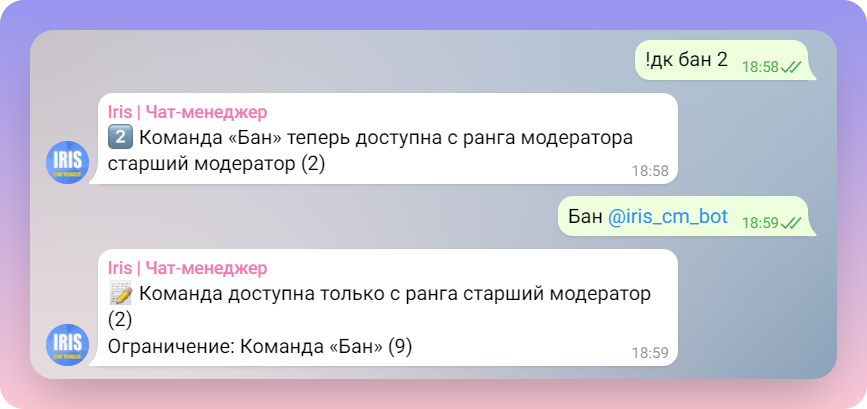 !дк бан 2
18:58
Iris | Чат-менеджер
2 Команда «Бан» теперь доступна с ранга модератора
старший модератор (2)
18:58
IRIS
Бан @iris_cm_bot
18:59
Iris | Чат-менеджер
📝 Команда доступна только с ранга старший модератор
(2)
Ограничение: Команда «Бан» (9)
18:59
IRIS